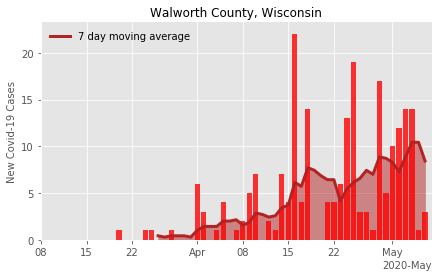 Walworth County, Wisconsin
7 day moving average
New Covid-19 Cases
20
15
10
5
0
08
15
22
Apr
08
15
22
May
2020-May